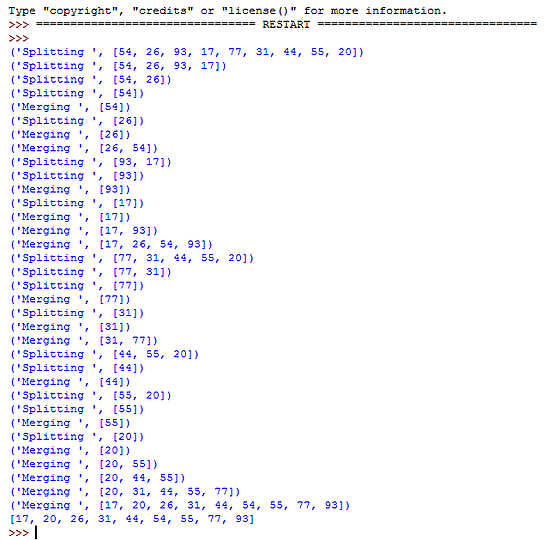 Type "copyright", "credits" or "license()" for more information.
>>> ================================ RESTART ================================
>>>
('Splitting ', [54, 26, 93, 17, 77, 31, 44, 55, 20])
('Splitting ', [54, 26, 93, 17])
('Splitting ', [54, 26])
('Splitting ', [54])
('Merging ', [54])
('Splitting ', [26])
('Merging ', [26])
('Merging ', [26, 54])
('Splitting ', [93, 17])
('Splitting ', [93])
('Merging ', [93])
('Splitting ', [17])
('Merging ', [17])
('Merging ', [17, 93])
('Merging ', [17, 26, 54, 93])
('Splitting ', [77, 31, 44, 55, 20])
('Splitting ', [77, 31])
('Splitting ', [77])
('Merging ', [77])
('Splitting ', [31])
('Merging ', [31])
('Merging ', [31, 77])
('Splitting ', [44, 55, 20])
('Splitting ', [44])
('Merging ', [44])
('Splitting ', [55, 20])
('Splitting ', [55])
('Merging ', [55])
('Splitting ', [20])
('Merging ', [20])
('Merging ', [20, 55])
('Merging ', [20, 44, 55])
('Merging ', [20, 31, 44, 55, 77])
('Merging ', [17, 20, 26, 31, 44, 54, 55, 77, 93])
[17, 20, 26, 31, 44, 54, 55, 77, 93]
>>>